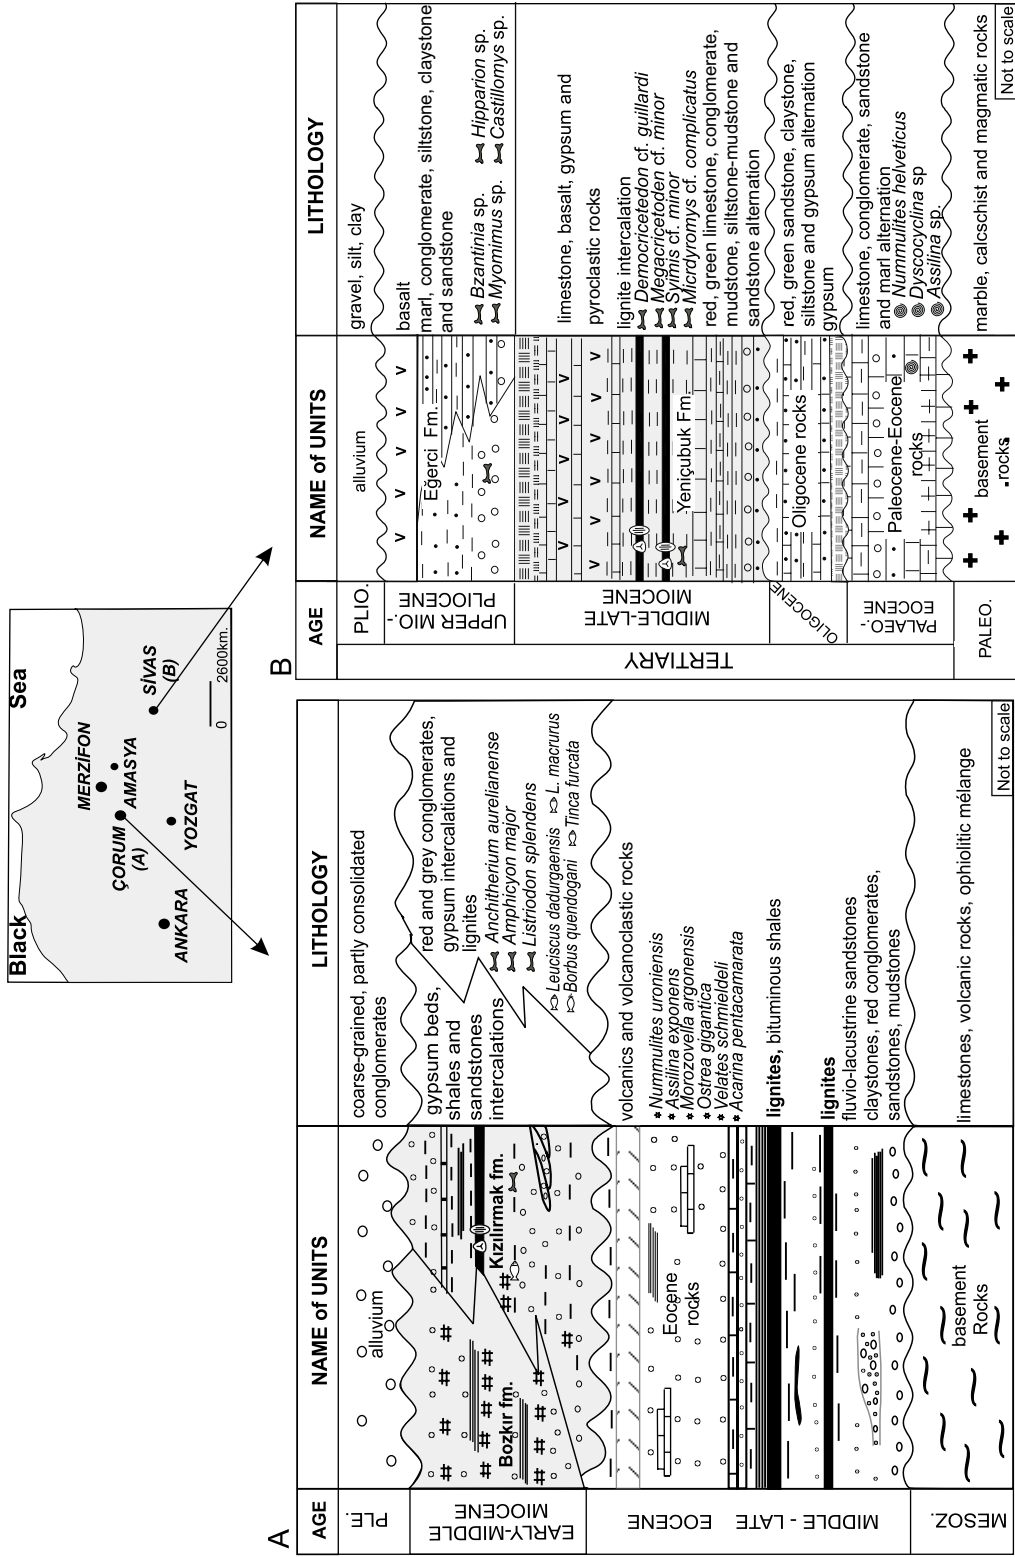 Black
Sea
MERZİFON
ÇORUM
(A)
AMASYA
SİVAS
(B)
ANKARA
YOZGAT
0
2600km.
A
AGE
NAME of UNITS
LITHOLOGY
PLE.
alluvium
coarse-grained, partly consolidated
conglomerates
EARLY-MIDDLE
MIOCENE
Bozkır fm.
Kızılırmak fm.
gypsum beds,
shales and
sandstones
intercalations
red and grey conglomerates,
gypsum intercalations and
lignites
Anchitherium aurelianense
Amphicyon major
Listriodon splendens
Leuciscus dadurgaensis
L. macrurus
Borbus quendogani
Tinca furcata
MIDDLE - LATE EOCENE
Eocene
rocks
volcanics and volcanoclastic rocks
* Nummulites uroniensis
* Assilina exponens
* Morozovella argonensis
* Ostrea gigantica
* Velates schmieldeli
* Acarina pentacamarata
lignites, bituminous shales
lignites
fluvio-lacustrine sandstones
claystones, red conglomerates,
sandstones, mudstones
MESOZ.
basement
Rocks
limestones, volcanic rocks, ophiolitic mélange
Not to scale
B
AGE
NAME of UNITS
LITHOLOGY
PLIO.
alluvium
gravel, silt, clay
TERTIARY
UPPER MIO.-
PLIOCENE
Eğerci Fm.
basalt
marl, conglomerate, siltstone, claystone
and sandstone
Bzantinia sp.
Hipparion sp.
Myomimus sp.
Castillomys sp.
MIDDLE-LATE
MIOCENE
Yeniçubuk Fm.
limestone, basalt, gypsum and
pyroclastic rocks
lignite intercalation
Democricetedon cf. guillardi
Megacricetoden cf. minor
Syimis cf. minor
Micrdyromys cf. complicatus
red, green limestone, conglomerate,
mudstone, siltstone-mudstone and
sandstone alternation
OLIGOCENE
Oligocene rocks
red, green sandstone, claystone,
siltstone and gypsum alternation
gypsum
PALAEO.-
EOCENE
Paleocene-Eocene
rocks
limestone, conglomerate, sandstone
and marl alternation
Nummulites helveticus
Dyscocyclina sp
Assilina sp.
PALEO.
basement
rocks
marble, calcschist and magmatic rocks
Not to scale